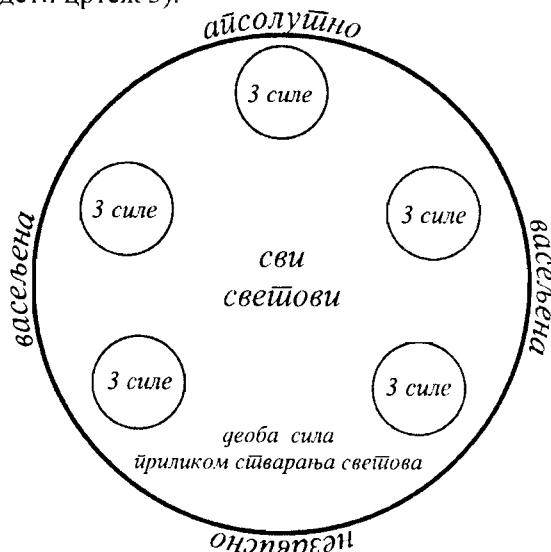 апсолутно
3 силе
3 силе
3 силе
васељена
васељена
сви
светови
3 силе
3 силе
деоба сила
приликом стварања светова
независно